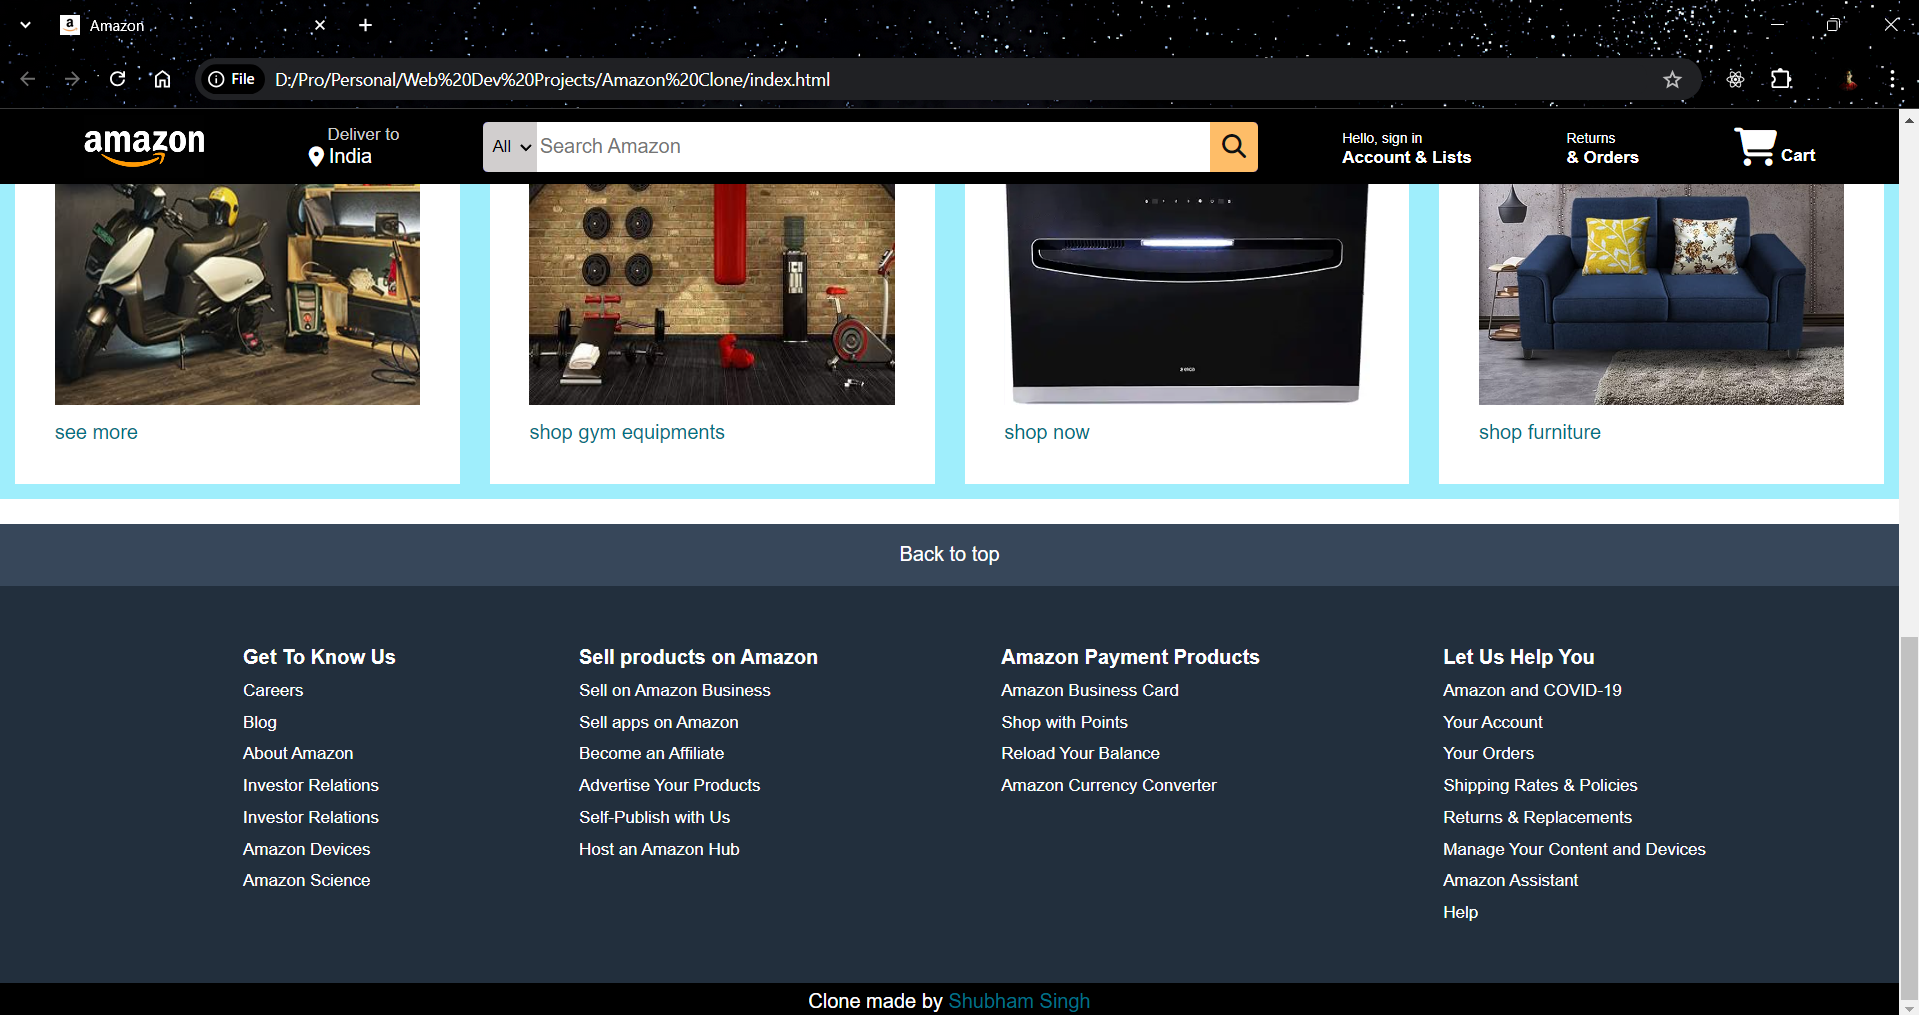 Amazon
File
D:/Pro/Personal/Web%20Dev%20Projects/Amazon%20Clone/index.html
amazon
Deliver to
India
All
Search Amazon
Hello, sign in
Account & Lists
Returns
& Orders
Cart
see more
shop gym equipments
shop now
shop furniture
Back to top
Get To Know Us
Careers
Blog
About Amazon
Investor Relations
Investor Relations
Amazon Devices
Amazon Science
Sell products on Amazon
Sell on Amazon Business
Sell apps on Amazon
Become an Affiliate
Advertise Your Products
Self-Publish with Us
Host an Amazon Hub
Amazon Payment Products
Amazon Business Card
Shop with Points
Reload Your Balance
Amazon Currency Converter
Let Us Help You
Amazon and COVID-19
Your Account
Your Orders
Shipping Rates & Policies
Returns & Replacements
Manage Your Content and Devices
Amazon Assistant
Help
Clone made by Shubham Singh